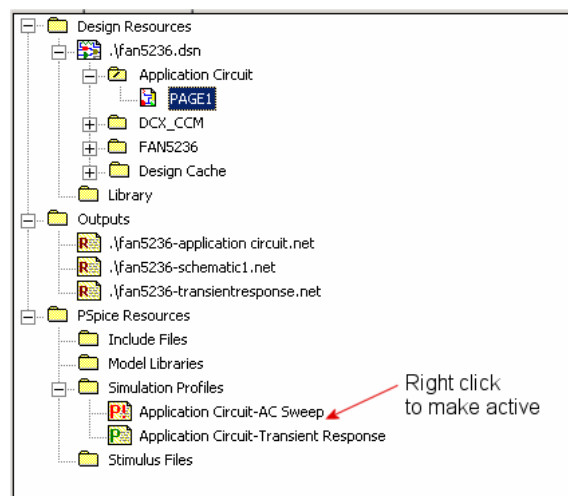 Design Resources
.\fan5236.dsn
Application Circuit
PAGE1
DCX_CCM
FAN5236
Design Cache
Library
Outputs
.\fan5236-application circuit.net
.\fan5236-schematic1.net
.\fan5236-transientresponse.net
PSpice Resources
Include Files
Model Libraries
Simulation Profiles
Application Circuit-AC Sweep
Application Circuit-Transient Response
Stimulus Files
Right click
to make active